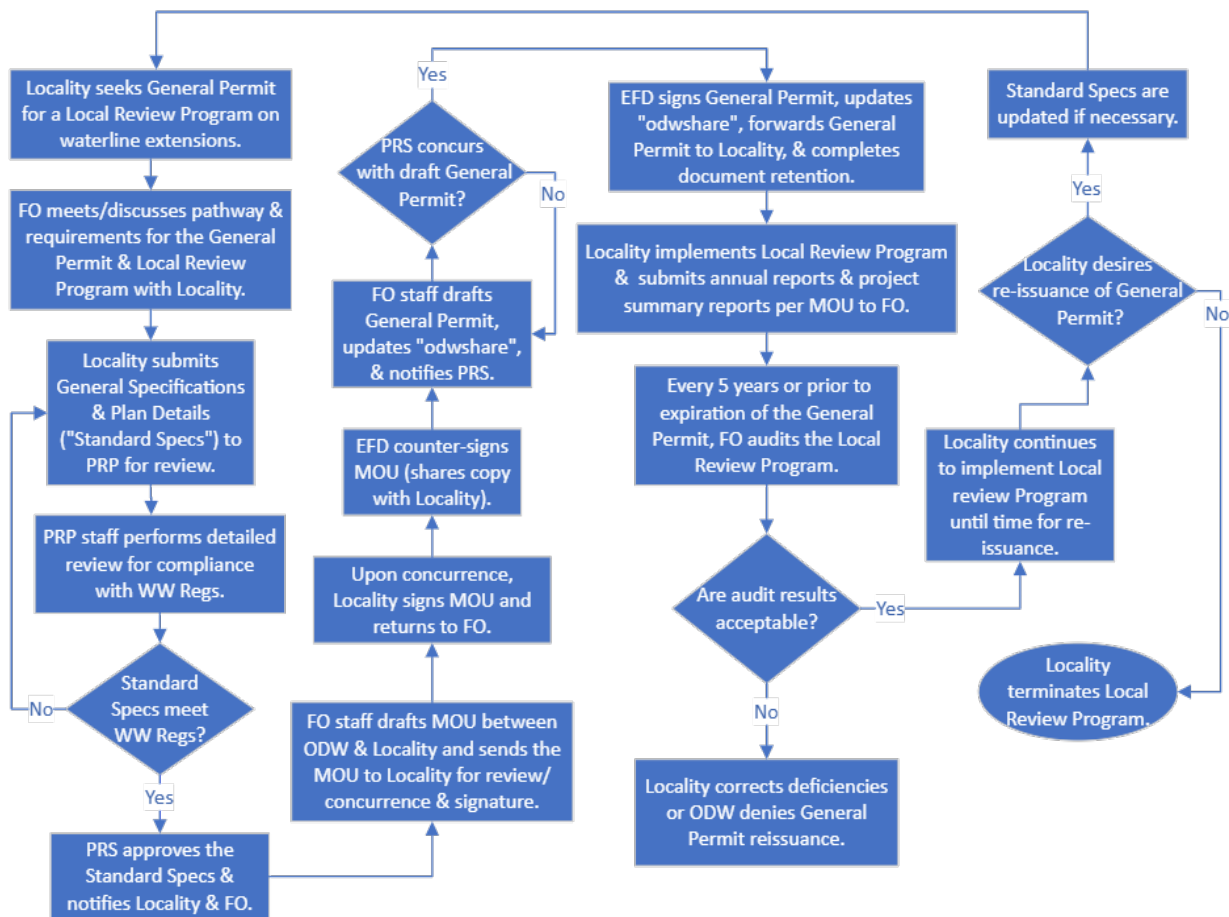 Locality seeks General Permit
for a Local Review Program on
waterline extensions.
FO meets/discusses pathway &
requirements for the General
Permit & Local Review
Program with Locality.
Locality submits
General Specifications
& Plan Details
("Standard Specs") to
PRP for review.
PRP staff performs detailed
review for compliance
with WW Regs.
Standard
Specs meet
WW Regs?
No
Yes
PRS approves the
Standard Specs &
notifies Locality & FO.
FO staff drafts MOU between
ODW & Locality and sends the
MOU to Locality for review/
concurrence & signature.
Upon concurrence,
Locality signs MOU and
returns to FO.
EFD counter-signs
MOU (shares copy
with Locality).
FO staff drafts
General Permit,
updates "odwshare",
& notifies PRS.
PRS concurs
with draft General
Permit?
No
Yes
EFD signs General Permit, updates
"odwshare", forwards General
Permit to Locality, & completes
document retention.
Locality implements Local Review Program
& submits annual reports & project
summary reports per MOU to FO.
Every 5 years or prior to
expiration of the General
Permit, FO audits the Local
Review Program.
Are audit results
acceptable?
No
Locality corrects deficiencies
or ODW denies General
Permit reissuance.
Yes
Locality continues
to implement Local
review Program
until time for re-
issuance.
Locality desires
re-issuance of General
Permit?
Yes
Standard Specs are
updated if necessary.
No
Locality
terminates Local
Review Program.